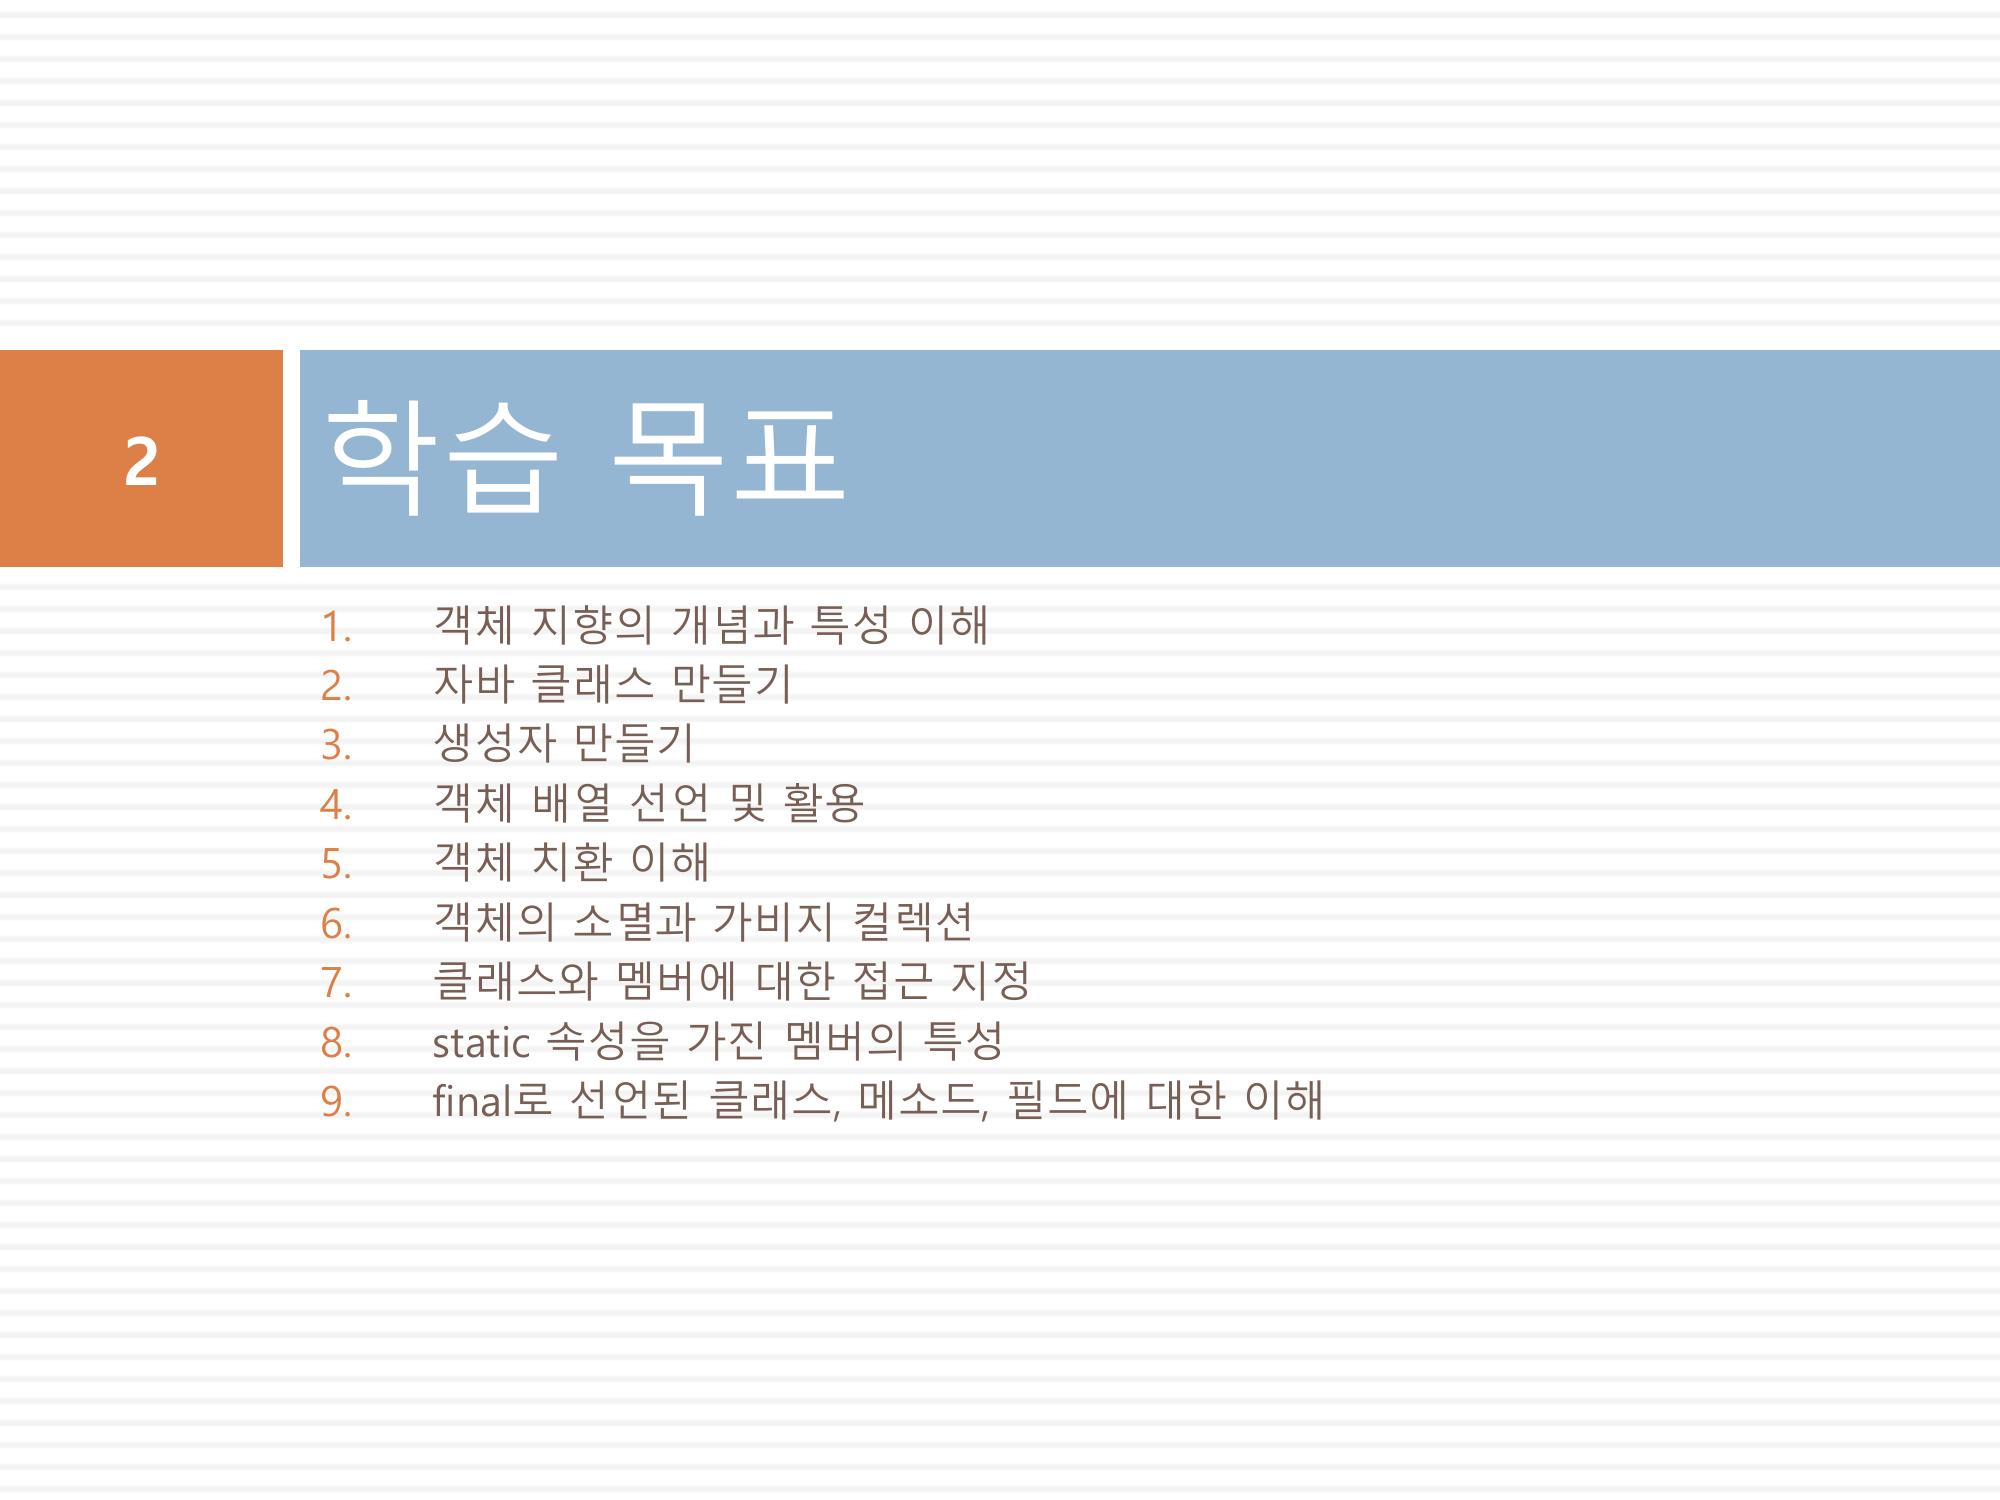 2
학습 목표
1. 객체 지향의 개념과 특성 이해
2. 자바 클래스 만들기
3. 생성자 만들기
4. 객체 배열 선언 및 활용
5. 객체 치환 이해
6. 객체의 소멸과 가비지 컬렉션
7. 클래스와 멤버에 대한 접근 지정
8. static 속성을 가진 멤버의 특성
9. final로 선언된 클래스, 메소드, 필드에 대한 이해